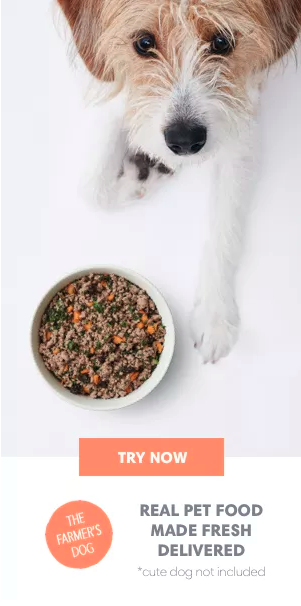 TRY NOW
THE
FARMER'S
DOG
REAL PET FOOD
MADE FRESH
DELIVERED
*cute dog not included